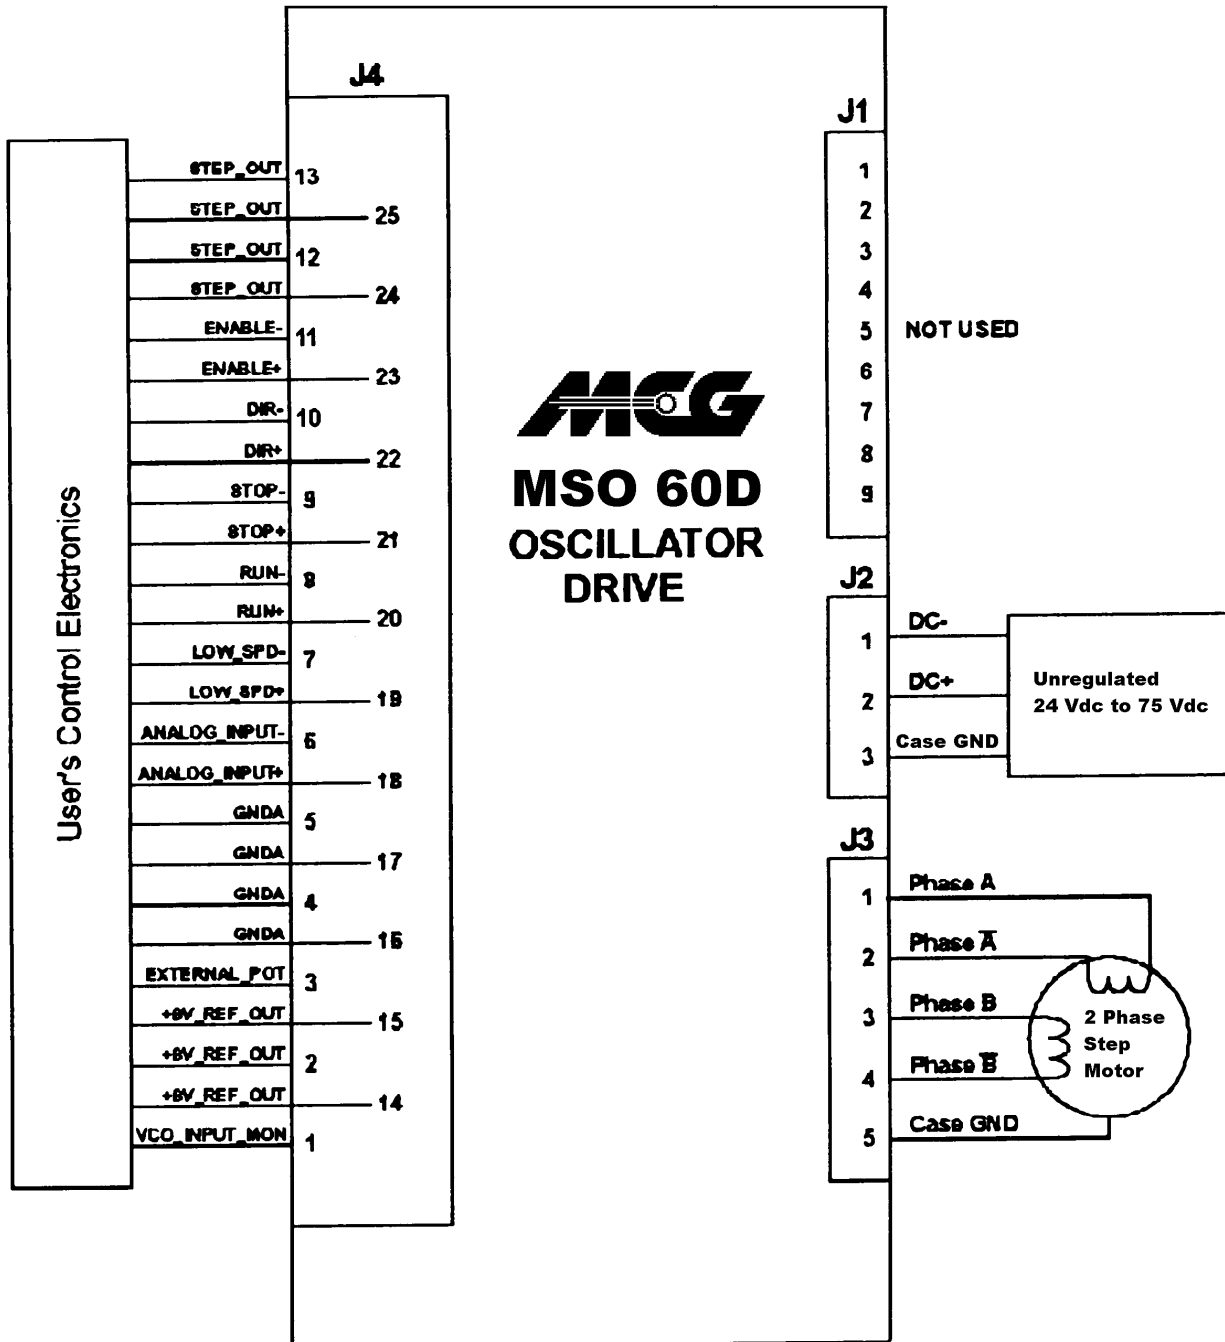 J4
STEP_OUT 13
STEP_OUT 25
STEP_OUT 12
STEP_OUT 24
ENABLE- 11
ENABLE+ 23
DIR- 10
DIR+ 22
STOP- 9
STOP+ 21
RUN- 8
RUN+ 20
LOW_SPD- 7
LOW_SPD+ 19
ANALOG_INPUT- 6
ANALOG_INPUT+ 18
GNDA 5
GNDA 17
GNDA 4
GNDA 16
EXTERNAL_POT 3
15
2
14
VCO_INPUT_MON 1
User's Control Electronics
MCG
MSO 60D
OSCILLATOR
DRIVE
J1
1
2
3
4
5 NOT USED
6
7
8
9
J2
1 DC-
2 DC+
3 Case GND
Unregulated
24 Vdc to 75 Vdc
J3
1 Phase A
2 Phase A̅
3 Phase B
4 Phase B̅
5 Case GND
2 Phase
Step
Motor